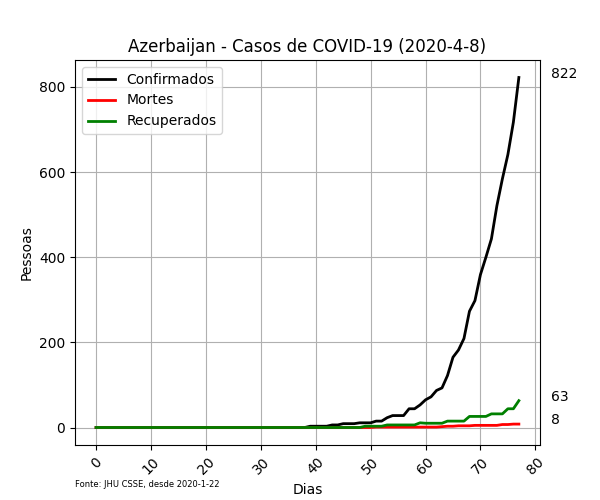 Azerbaijan - Casos de COVID-19 (2020-4-8)
Confirmados
Mortes
Recuperados
822
63
8
800
600
400
200
0
Pessoas
0 10 20 30 40 50 60 70 80
Dias
Fonte: JHU CSSE, desde 2020-1-22